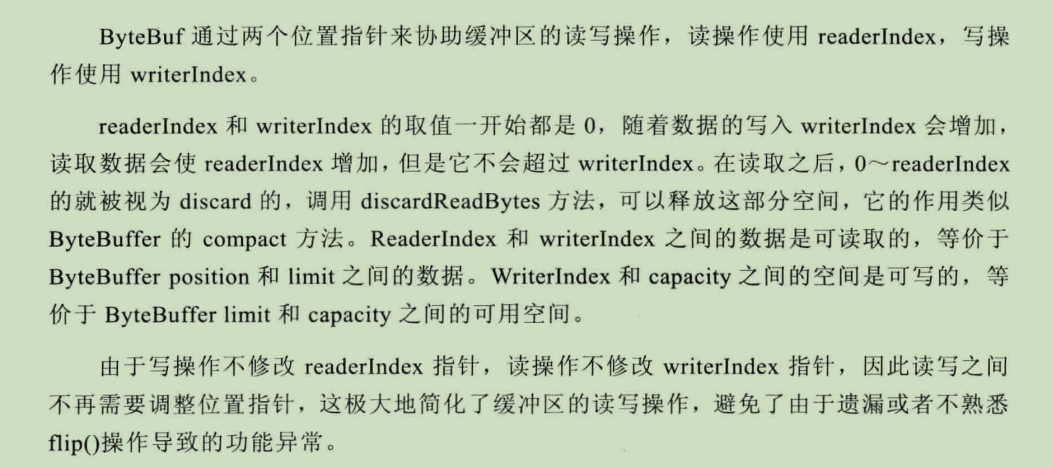 ByteBuf 通过两个位置指针来协助缓冲区的读写操作，读操作使用 readerIndex，写操
作使用 writerIndex。
readerIndex 和 writerIndex 的取值一开始都是 0，随着数据的写入 writerIndex 会增加，
读取数据会使 readerIndex 增加，但是它不会超过 writerIndex。在读取之后，0～readerIndex
的就被视为 discard 的，调用 discardReadBytes 方法，可以释放这部分空间，它的作用类似
ByteBuffer 的 compact 方法。ReaderIndex 和 writerIndex 之间的数据是可读取的，等价于
ByteBuffer position 和 limit 之间的数据。WriterIndex 和 capacity 之间的空间是可写的，等
价于 ByteBuffer limit 和 capacity 之间的可用空间。
由于写操作不修改 readerIndex 指针，读操作不修改 writerIndex 指针，因此读写之间
不再需要调整位置指针，这极大地简化了缓冲区的读写操作，避免了由于遗漏或者不熟悉
flip()操作导致的功能异常。